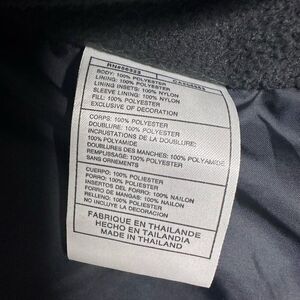 BODY: 100% POLYESTER
LINING: 100% POLYESTER
LINING INSETS: 100% NYLON
SLEEVE LINING: 100% NYLON
FILL: 100% POLYESTER
EXCLUSIVE OF DECORATION
CORPS: 100% POLYESTER
DOUBLURE: 100% POLYESTER
INCRUSTATIONS DE LA DOUBLURE:
100% POLYAMIDE
DOUBLURES DES MANCHES: 100% POLYAMIDE
REMPLISSAGE: 100% POLYESTER
SANS ORNEMENTS
CUERPO: 100% POLIESTER
FORRO: 100% POLIESTER
INSERTOS DEL FORRO: 100% NAILON
FORRO DE MANGAS: 100% NAILON
RELLENO: 100% POLIESTER
NO INCLUYE LA DECORACION
FABRIQUE EN THAILANDE
HECHO EN TAILANDIA
MADE IN THAILAND